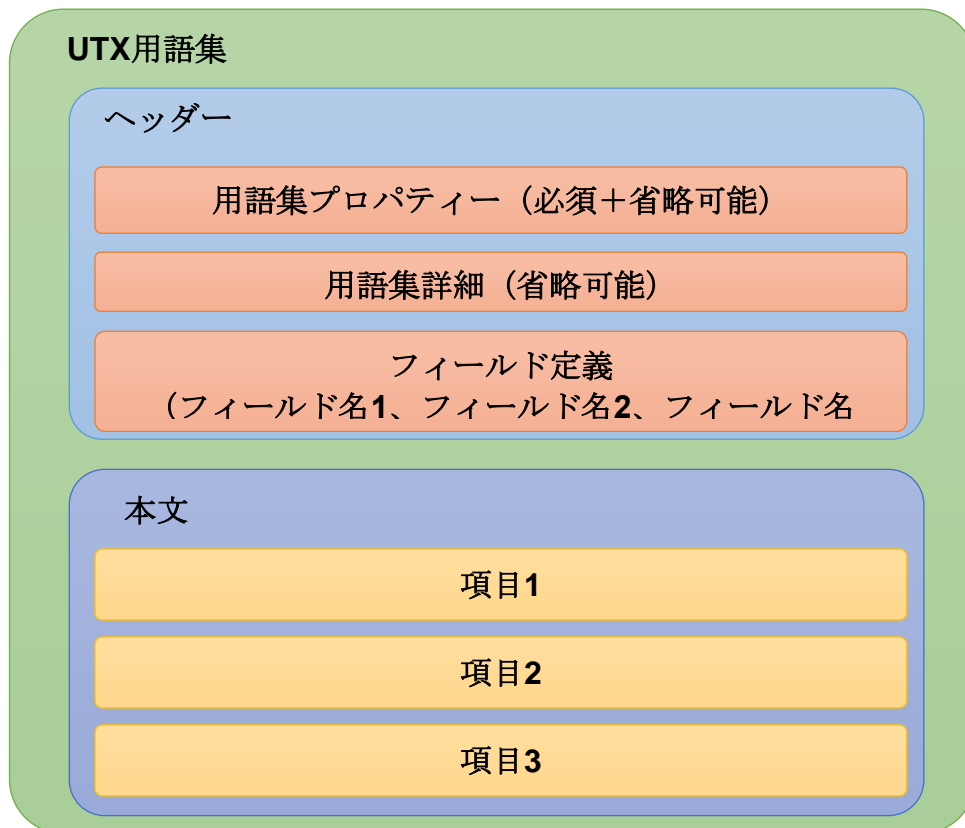 UTX用語集
ヘッダー
用語集プロパティー（必須＋省略可能）
用語集詳細（省略可能）
フィールド定義
（フィールド名1、フィールド名2、フィールド名
本文
項目1
項目2
項目3